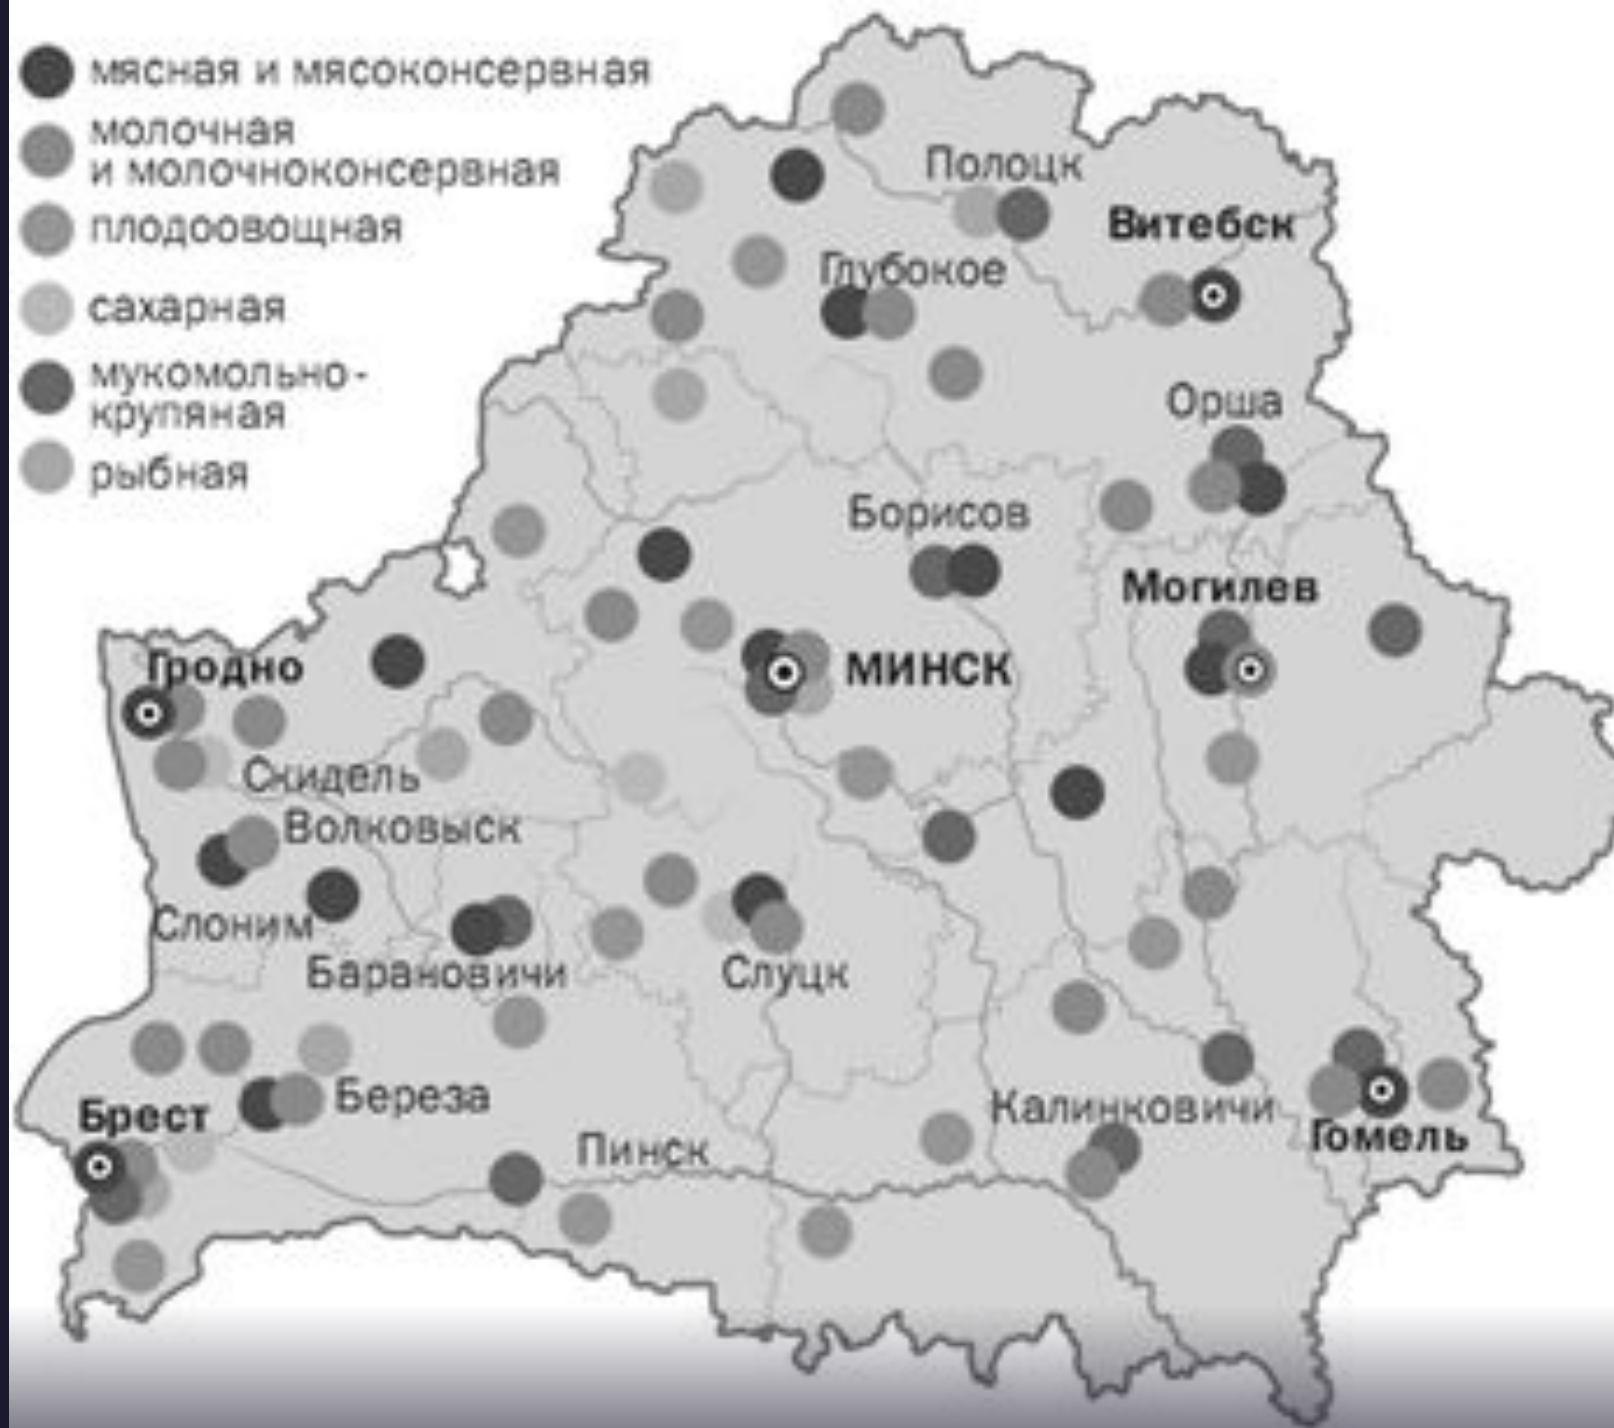 мясная и мясоконсервная
молочная
и молочноконсервная
плодоовощная
сахарная
мукомольно-
крупяная
рыбная
Полоцк
Витебск
Глубокое
Орша
Борисов
Могилев
Гродно
МИНСК
Скидель
Волковыск
Слоним
Барановичи
Слуцк
Береза
Брест
Калинковичи
Гомель
Пинск